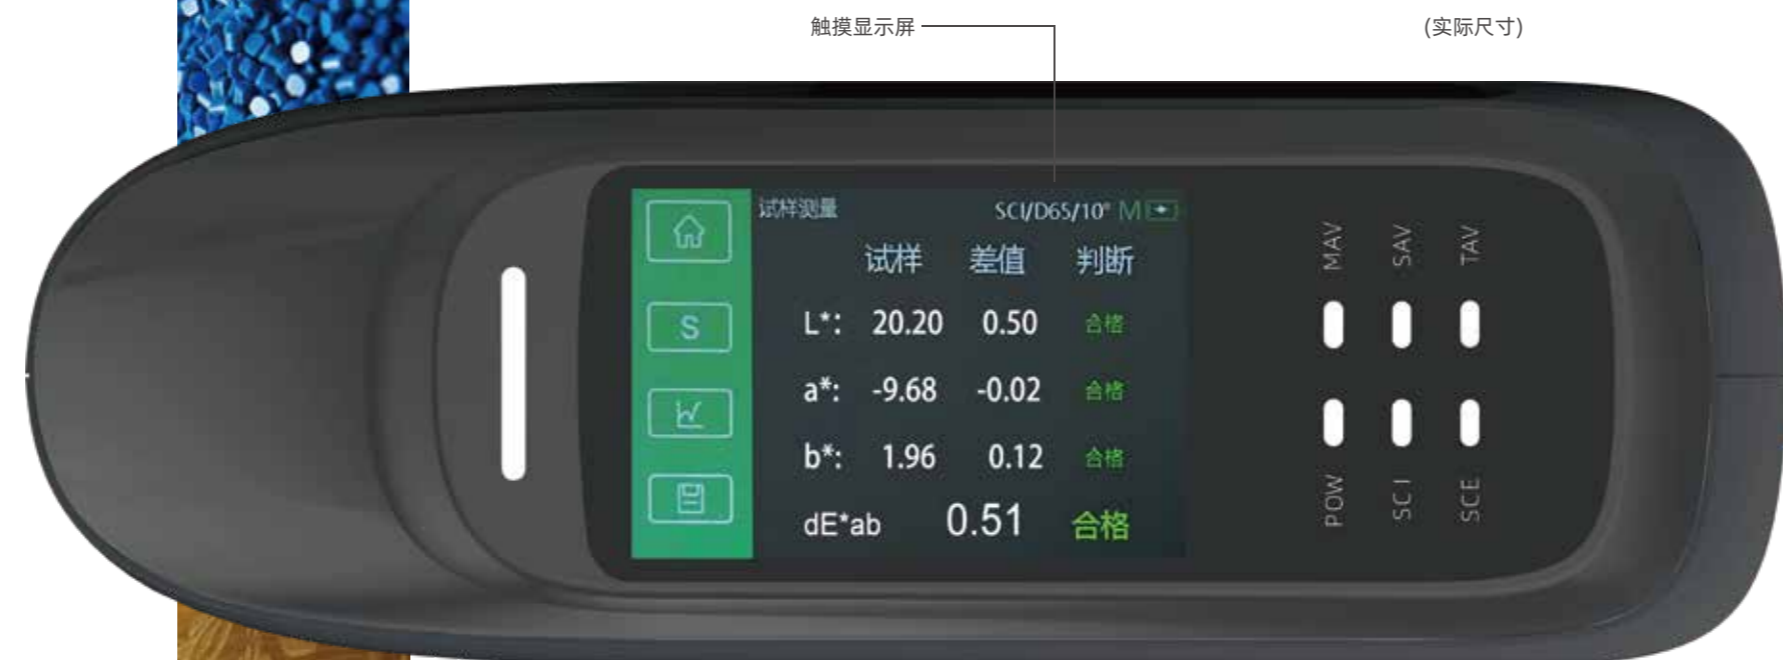 触摸显示屏
(实际尺寸)
试样测量 SCI/D65/10° M
试样 差值 判断
S
L*: 20.20 0.50 合格
a*: -9.68 -0.02 合格
b*: 1.96 0.12 合格
dE*ab 0.51 合格
MAV SAV TAV
POW SCI SCE